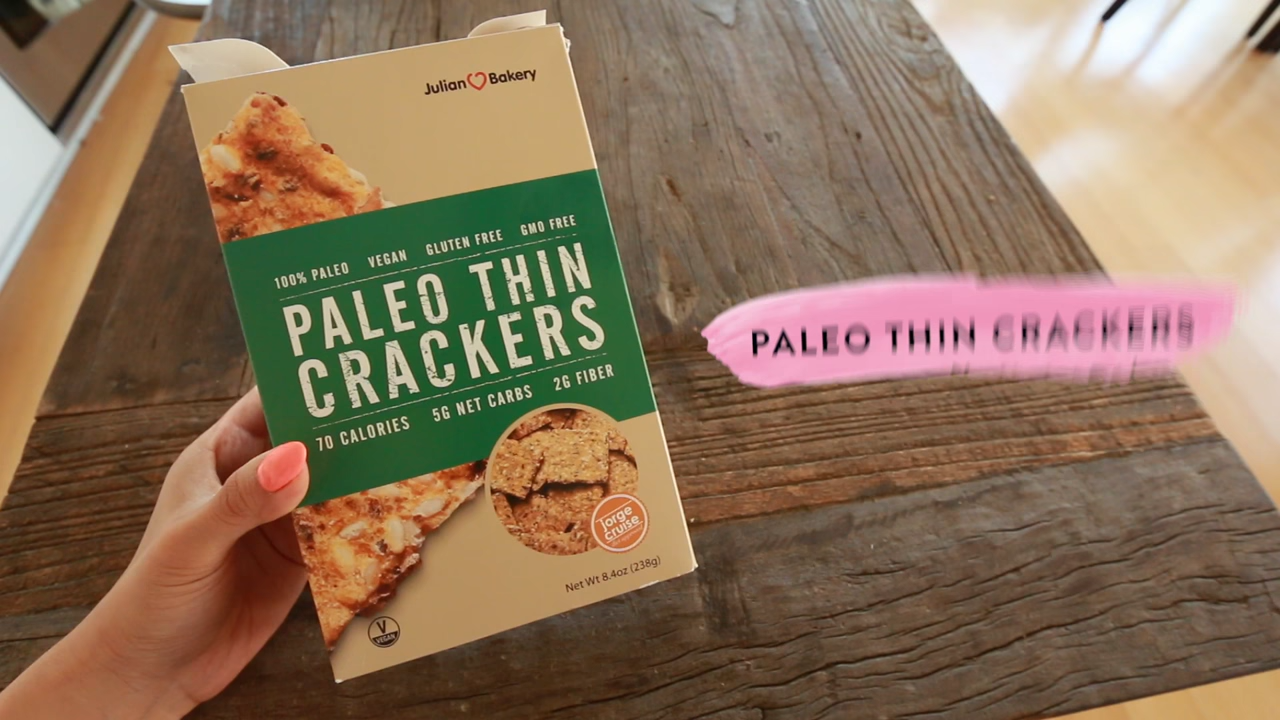 Julian Bakery
100% PALEO VEGAN GLUTEN FREE GMO FREE
PALEO THIN
CRACKERS
70 CALORIES 5G NET CARBS 2G FIBER
Jorge
Cruise
Net Wt 8.4oz (238g)
V
VEGAN
PALEO THIN CRACKERS